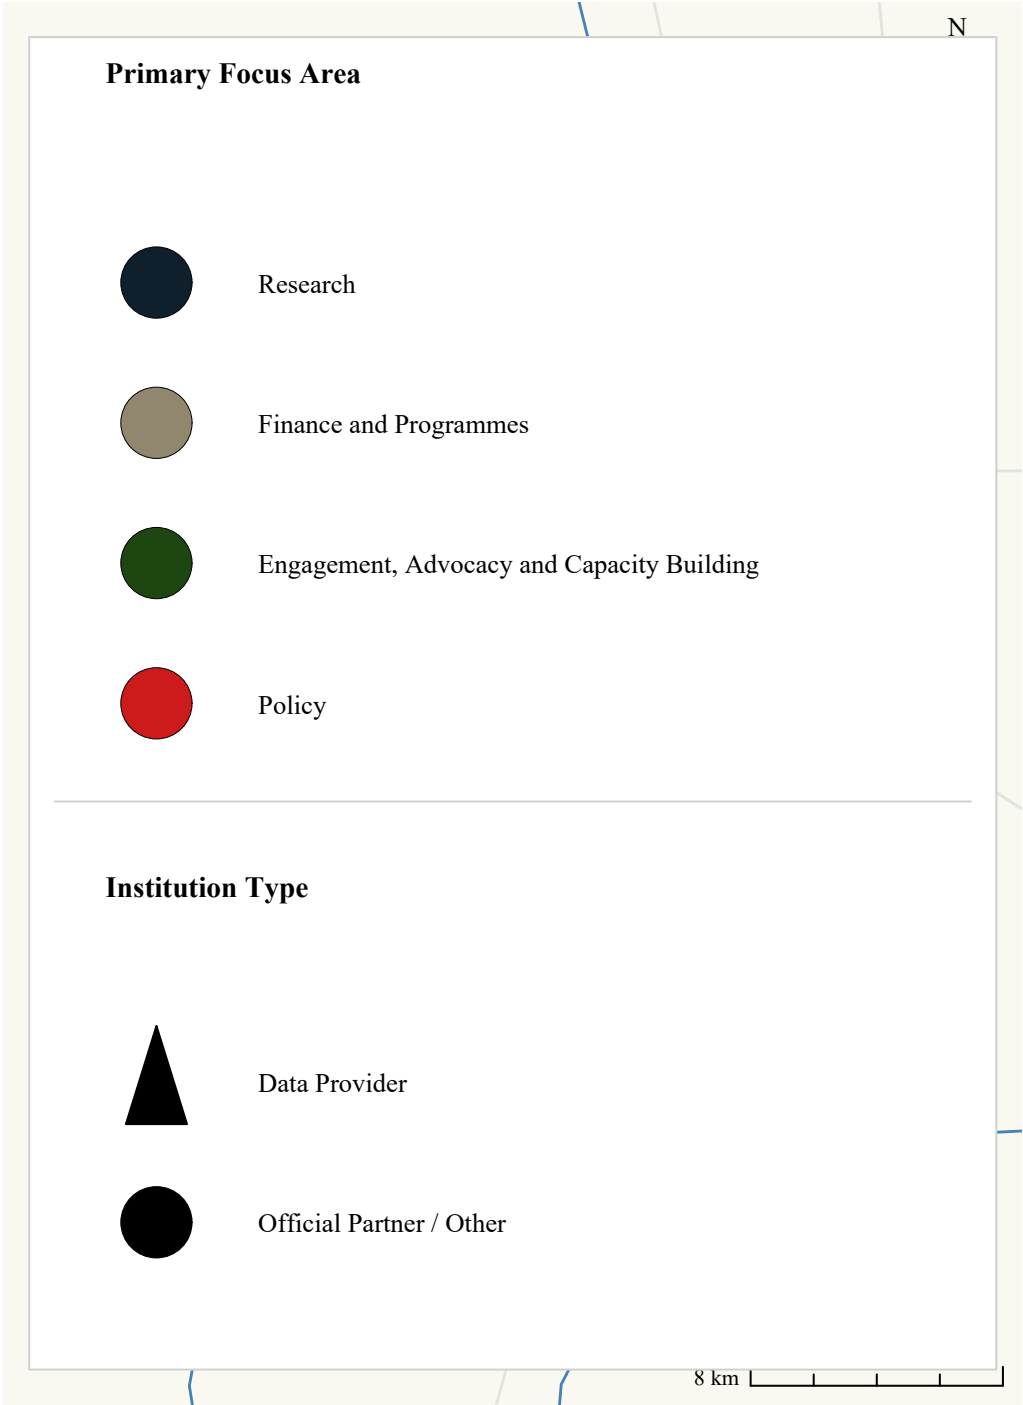 N
Primary Focus Area
Research
Finance and Programmes
Engagement, Advocacy and Capacity Building
Policy
Institution Type
Data Provider
Official Partner / Other
8 km